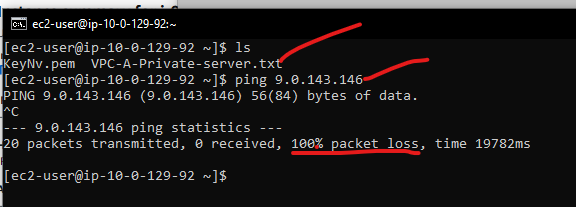 ec2-user@ip-10-0-129-92:~
[ec2-user@ip-10-0-129-92 ~]$ ls
KeyNv.pem  VPC-A-Private-server.txt
[ec2-user@ip-10-0-129-92 ~]$ ping 9.0.143.146
PING 9.0.143.146 (9.0.143.146) 56(84) bytes of data.
^C
--- 9.0.143.146 ping statistics ---
20 packets transmitted, 0 received, 100% packet loss, time 19782ms
[ec2-user@ip-10-0-129-92 ~]$